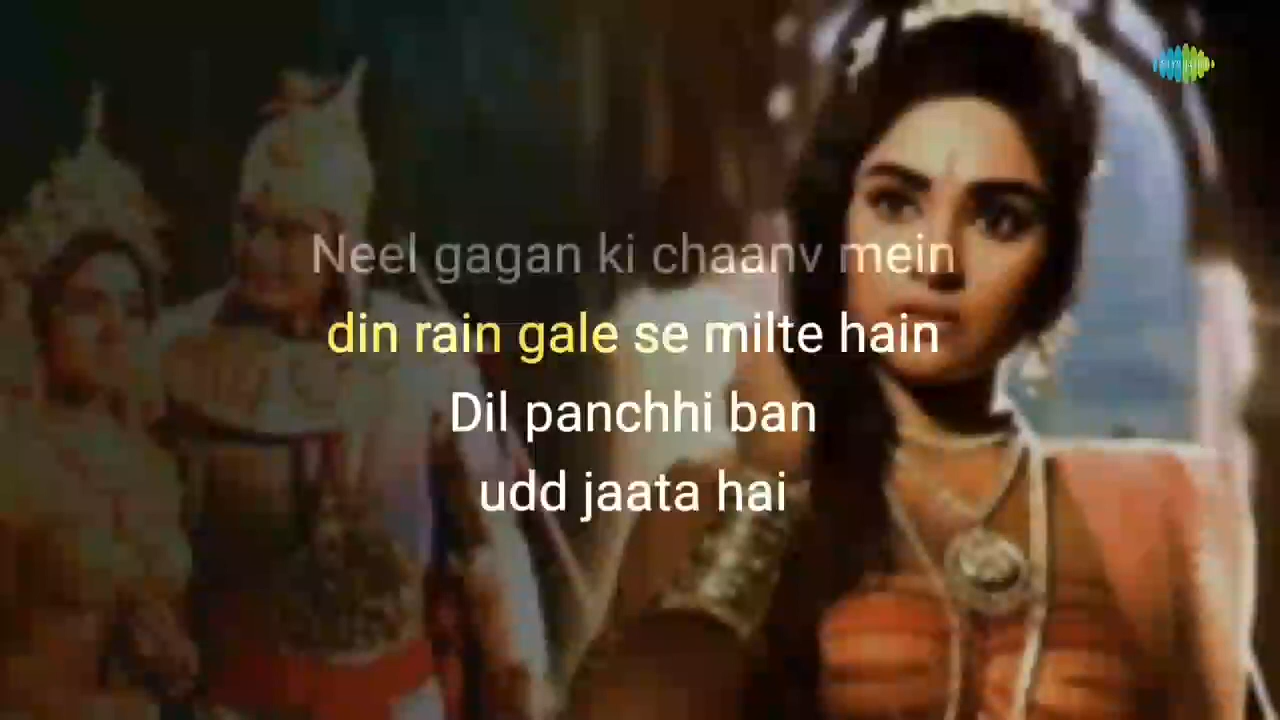 Neel gagan ki chaanv mein
din rain gale se milte hain
Dil panchhi ban
udd jaata hai